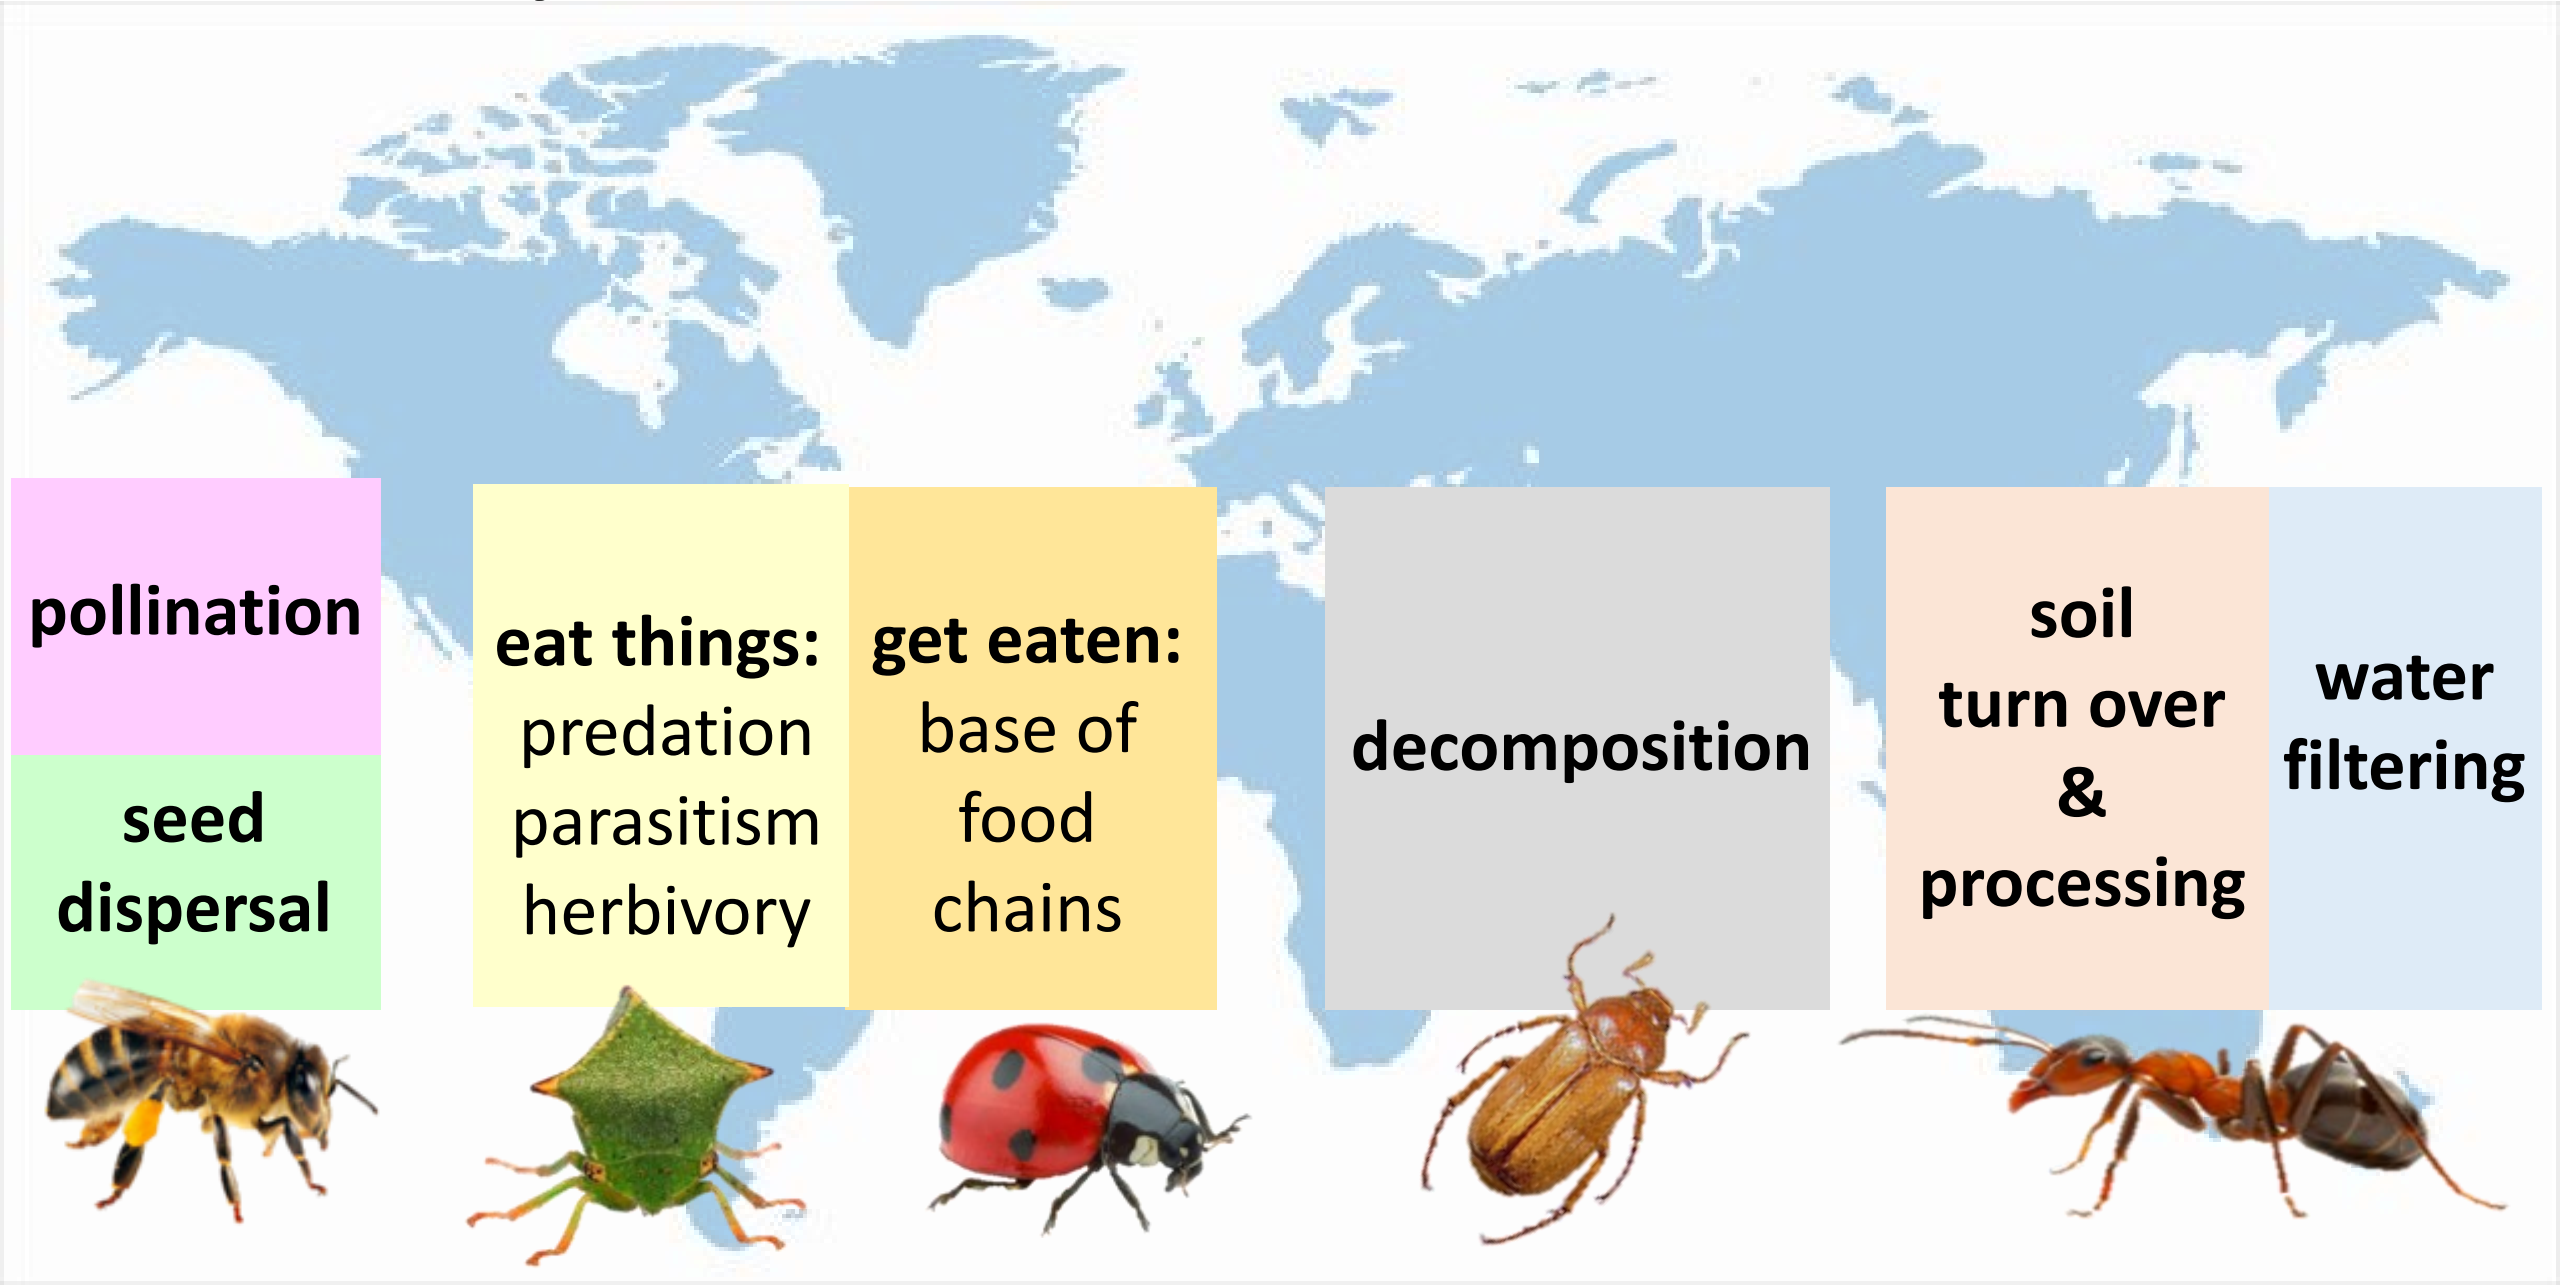 pollination
seed
dispersal
eat things:
predation
parasitism
herbivory
get eaten:
base of
food
chains
decomposition
soil
turn over
&
processing
water
filtering